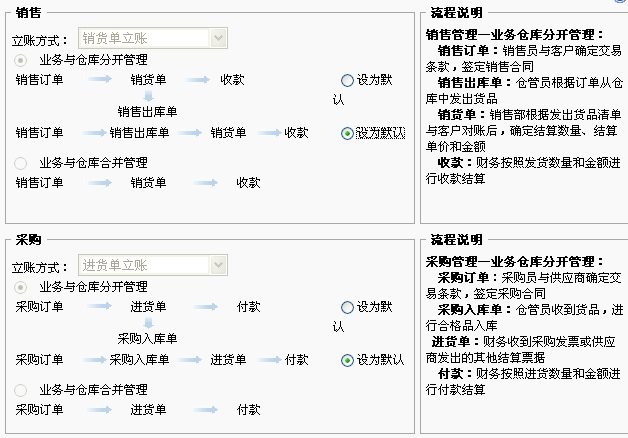 销售
立账方式： 销货单立账
业务与仓库分开管理
销售订单 销货单 收款 设为默
认
销售出库单
销售订单 销售出库单 销货单 收款 设为默认
业务与仓库合并管理
销售订单 销货单 收款
流程说明
销售管理—业务仓库分开管理：
销售订单：销售员与客户确定交易
条款，签定销售合同
销售出库单：仓管员根据订单从仓
库中发出货品
销货单：销售部根据发出货品清单
与客户对账后，确定结算数量、结算
单价和金额
收款：财务按照发货数量和金额进
行收款结算
采购
立账方式： 进货单立账
业务与仓库分开管理
采购订单 进货单 付款 设为默
认
采购入库单
采购订单 采购入库单 进货单 付款 设为默认
业务与仓库合并管理
采购订单 进货单 付款
流程说明
采购管理—业务仓库分开管理：
采购订单：采购员与供应商确定交
易条款，签定采购合同
采购入库单：仓管员收到货品，进
行合格品入库
进货单：财务收到采购发票或供应
商发出的其他结算票据
付款：财务按照进货数量和金额进
行付款结算